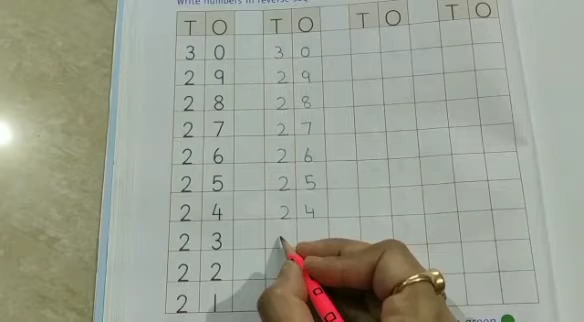 Write numbers in reverse
T O T O T O T O
3 0 3 0
2 9 2 9
2 8 2 8
2 7 2 7
2 6 2 6
2 5 2 5
2 4 2 4
2 3
2 2
2 1
green